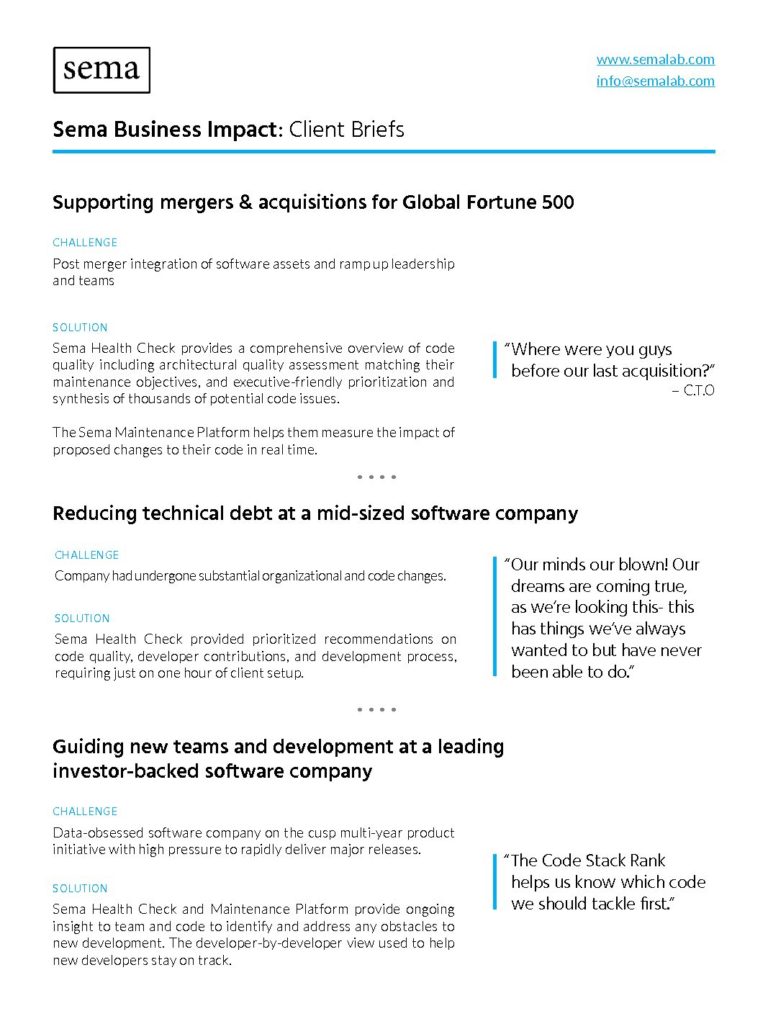 sema
www.semalab.com
info@semalab.com
Sema Business Impact: Client Briefs
Supporting mergers & acquisitions for Global Fortune 500
CHALLENGE
Post merger integration of software assets and ramp up leadership
and teams
SOLUTION
Sema Health Check provides a comprehensive overview of code
quality including architectural quality assessment matching their
maintenance objectives, and executive-friendly prioritization and
synthesis of thousands of potential code issues.
The Sema Maintenance Platform helps them measure the impact of
proposed changes to their code in real time.
“Where were you guys
before our last acquisition?”
– C.T.O
Reducing technical debt at a mid-sized software company
CHALLENGE
Company had undergone substantial organizational and code changes.
SOLUTION
Sema Health Check provided prioritized recommendations on
code quality, developer contributions, and development process,
requiring just on one hour of client setup.
“Our minds our blown! Our
dreams are coming true,
as we’re looking this- this
has things we’ve always
wanted to but have never
been able to do.”
Guiding new teams and development at a leading
investor-backed software company
CHALLENGE
Data-obsessed software company on the cusp multi-year product
initiative with high pressure to rapidly deliver major releases.
SOLUTION
Sema Health Check and Maintenance Platform provide ongoing
insight to team and code to identify and address any obstacles to
new development. The developer-by-developer view used to help
new developers stay on track.
“The Code Stack Rank
helps us know which code
we should tackle first.”